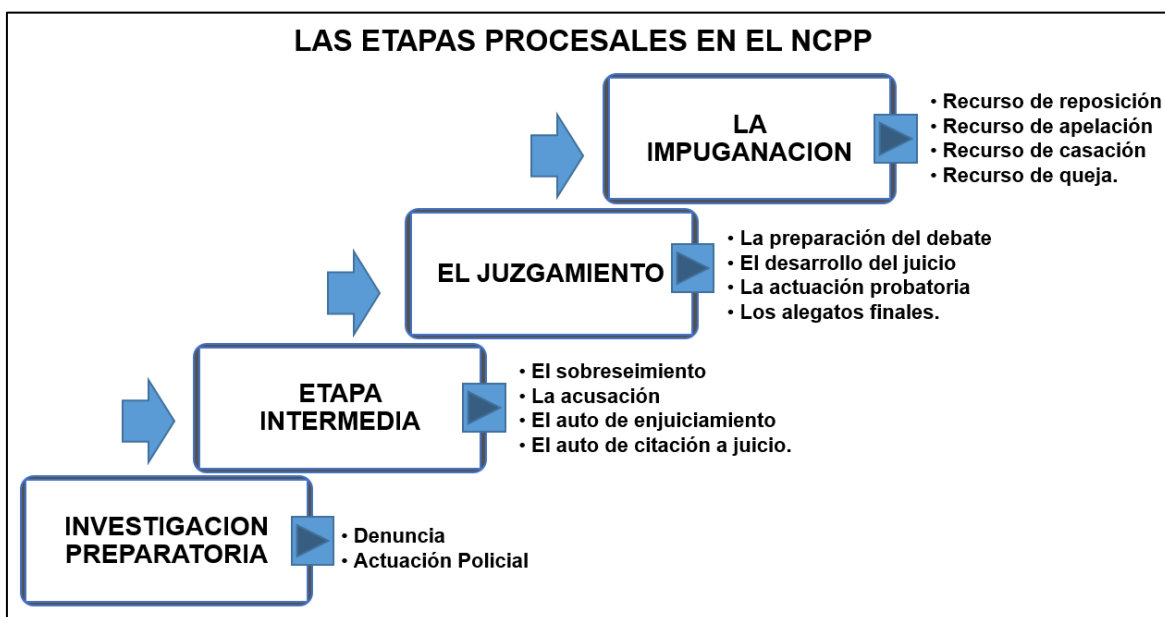 LAS ETAPAS PROCESALES EN EL NCPP
LA
IMPUGANACION
• Recurso de reposición
• Recurso de apelación
• Recurso de casación
• Recurso de queja.
EL JUZGAMIENTO
• La preparación del debate
• El desarrollo del juicio
• La actuación probatoria
• Los alegatos finales.
ETAPA
INTERMEDIA
• El sobreseimiento
• La acusación
• El auto de enjuiciamiento
• El auto de citación a juicio.
INVESTIGACION
PREPARATORIA
• Denuncia
• Actuación Policial